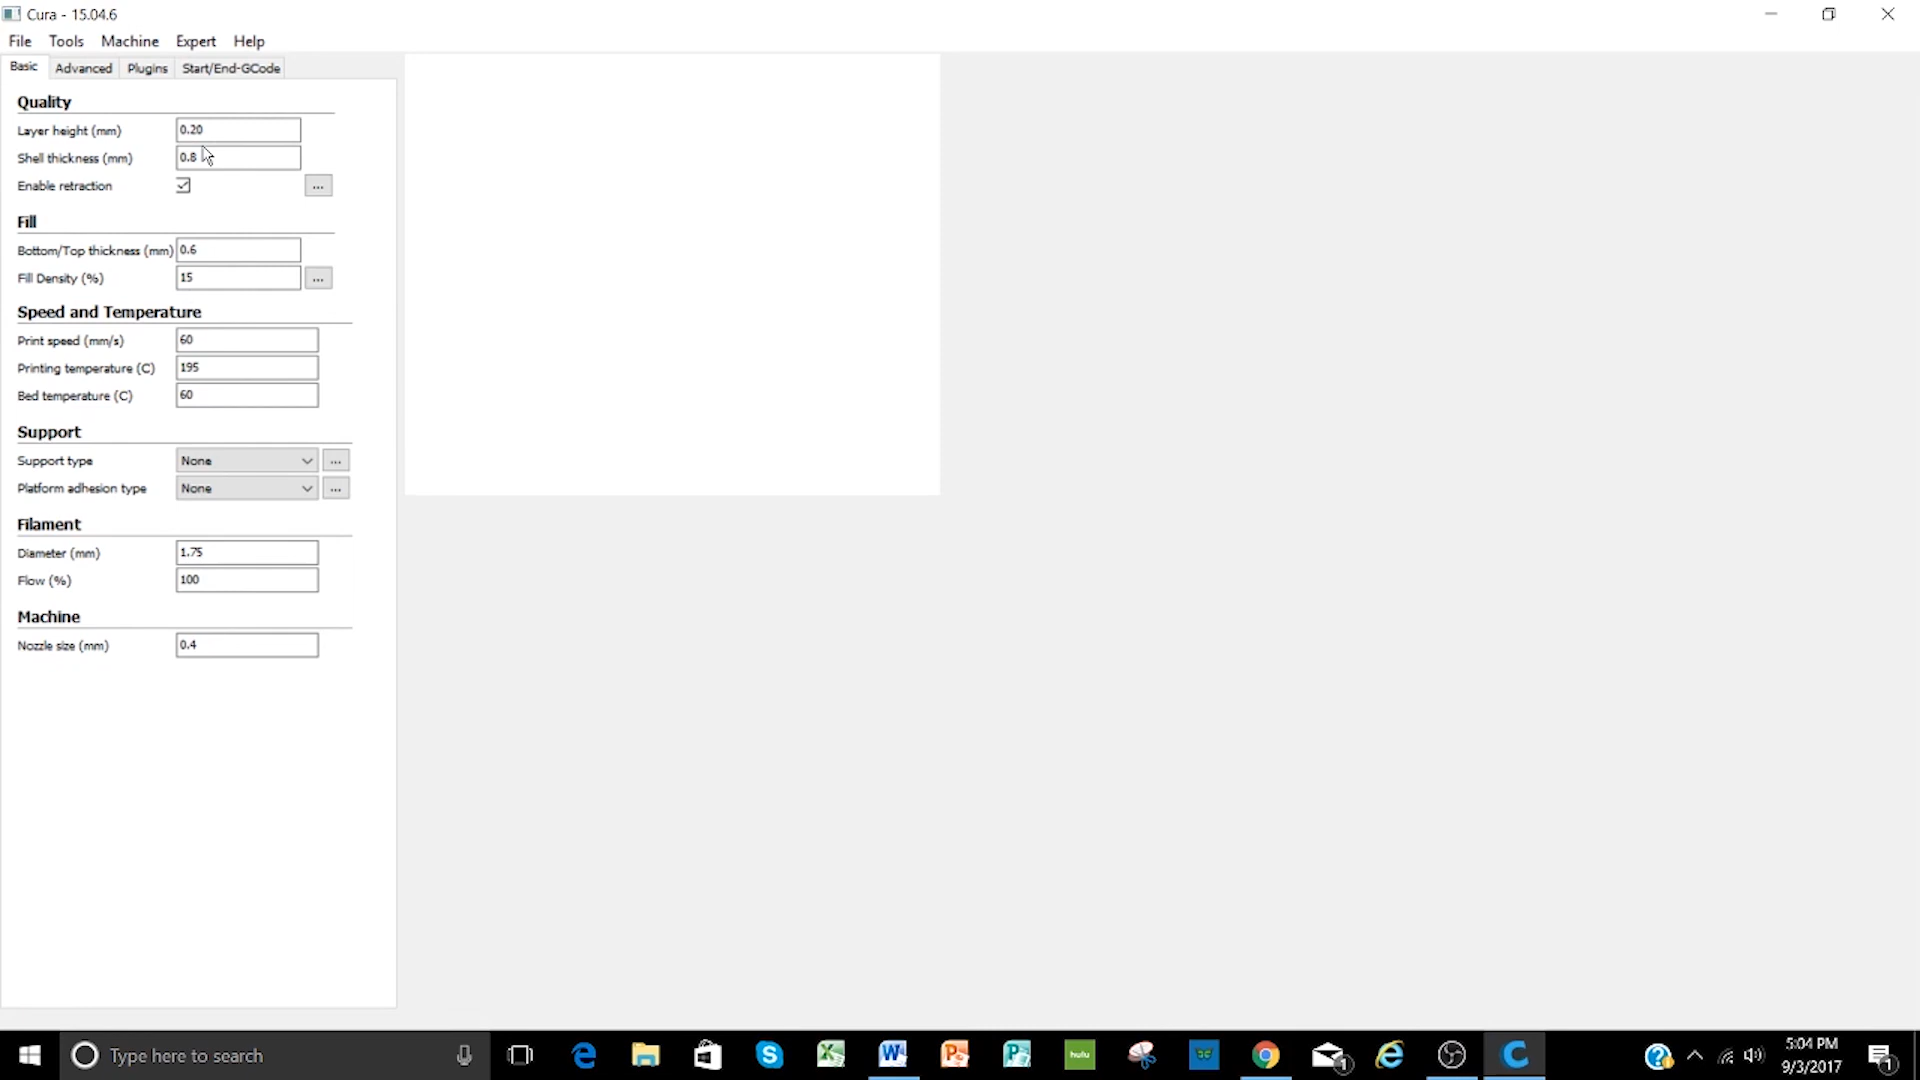 Cura - 15.04.6
File Tools Machine Expert Help
Basic Advanced Plugins Start/End-GCode
Quality
Layer height (mm) 0.20
Shell thickness (mm) 0.8
Enable retraction ...
Fill
Bottom/Top thickness (mm) 0.6
Fill Density (%) 15 ...
Speed and Temperature
Print speed (mm/s) 60
Printing temperature (C) 195
Bed temperature (C) 60
Support
Support type None ...
Platform adhesion type None ...
Filament
Diameter (mm) 1.75
Flow (%) 100
Machine
Nozzle size (mm) 0.4
Type here to search
hulu
1
5:04 PM
9/3/2017
1